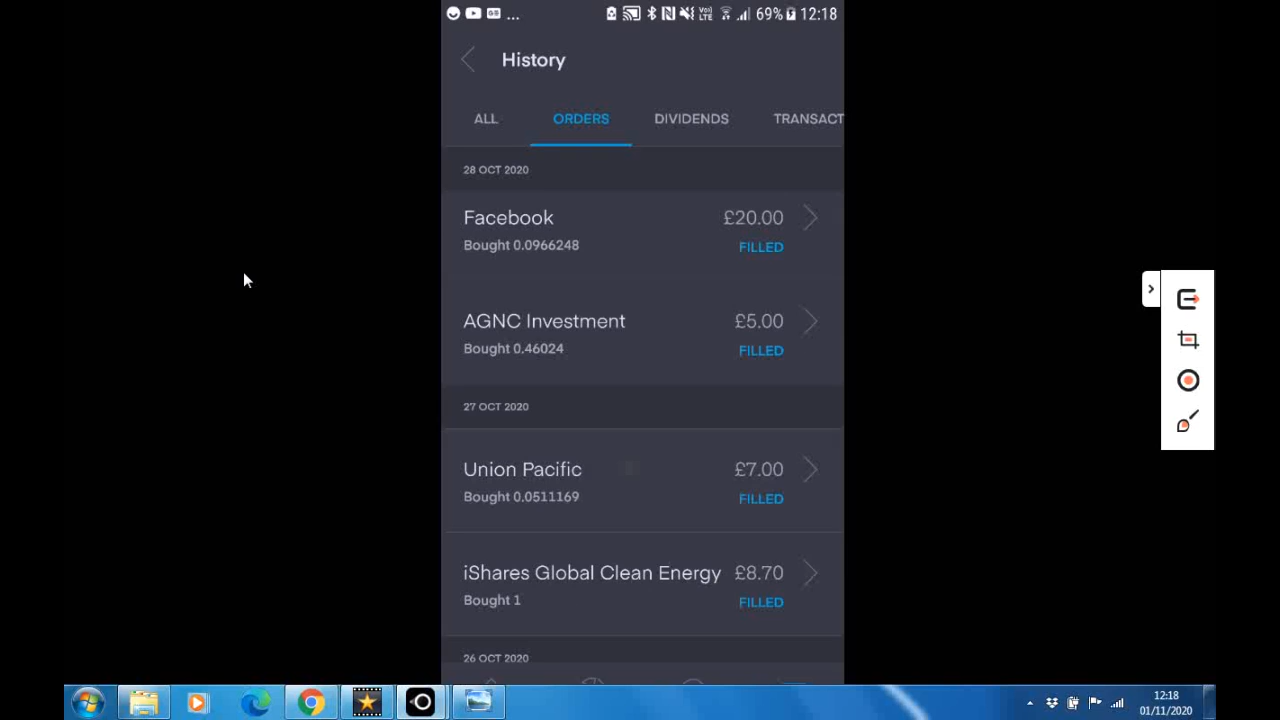 ... VoI) LTE 69% 12:18
History
ALL ORDERS DIVIDENDS TRANSACT
28 OCT 2020
Facebook £20.00
Bought 0.0966248 FILLED
AGNC Investment £5.00
Bought 0.46024 FILLED
27 OCT 2020
Union Pacific £7.00
Bought 0.0511169 FILLED
iShares Global Clean Energy £8.70
Bought 1 FILLED
26 OCT 2020
12:18
01/11/2020